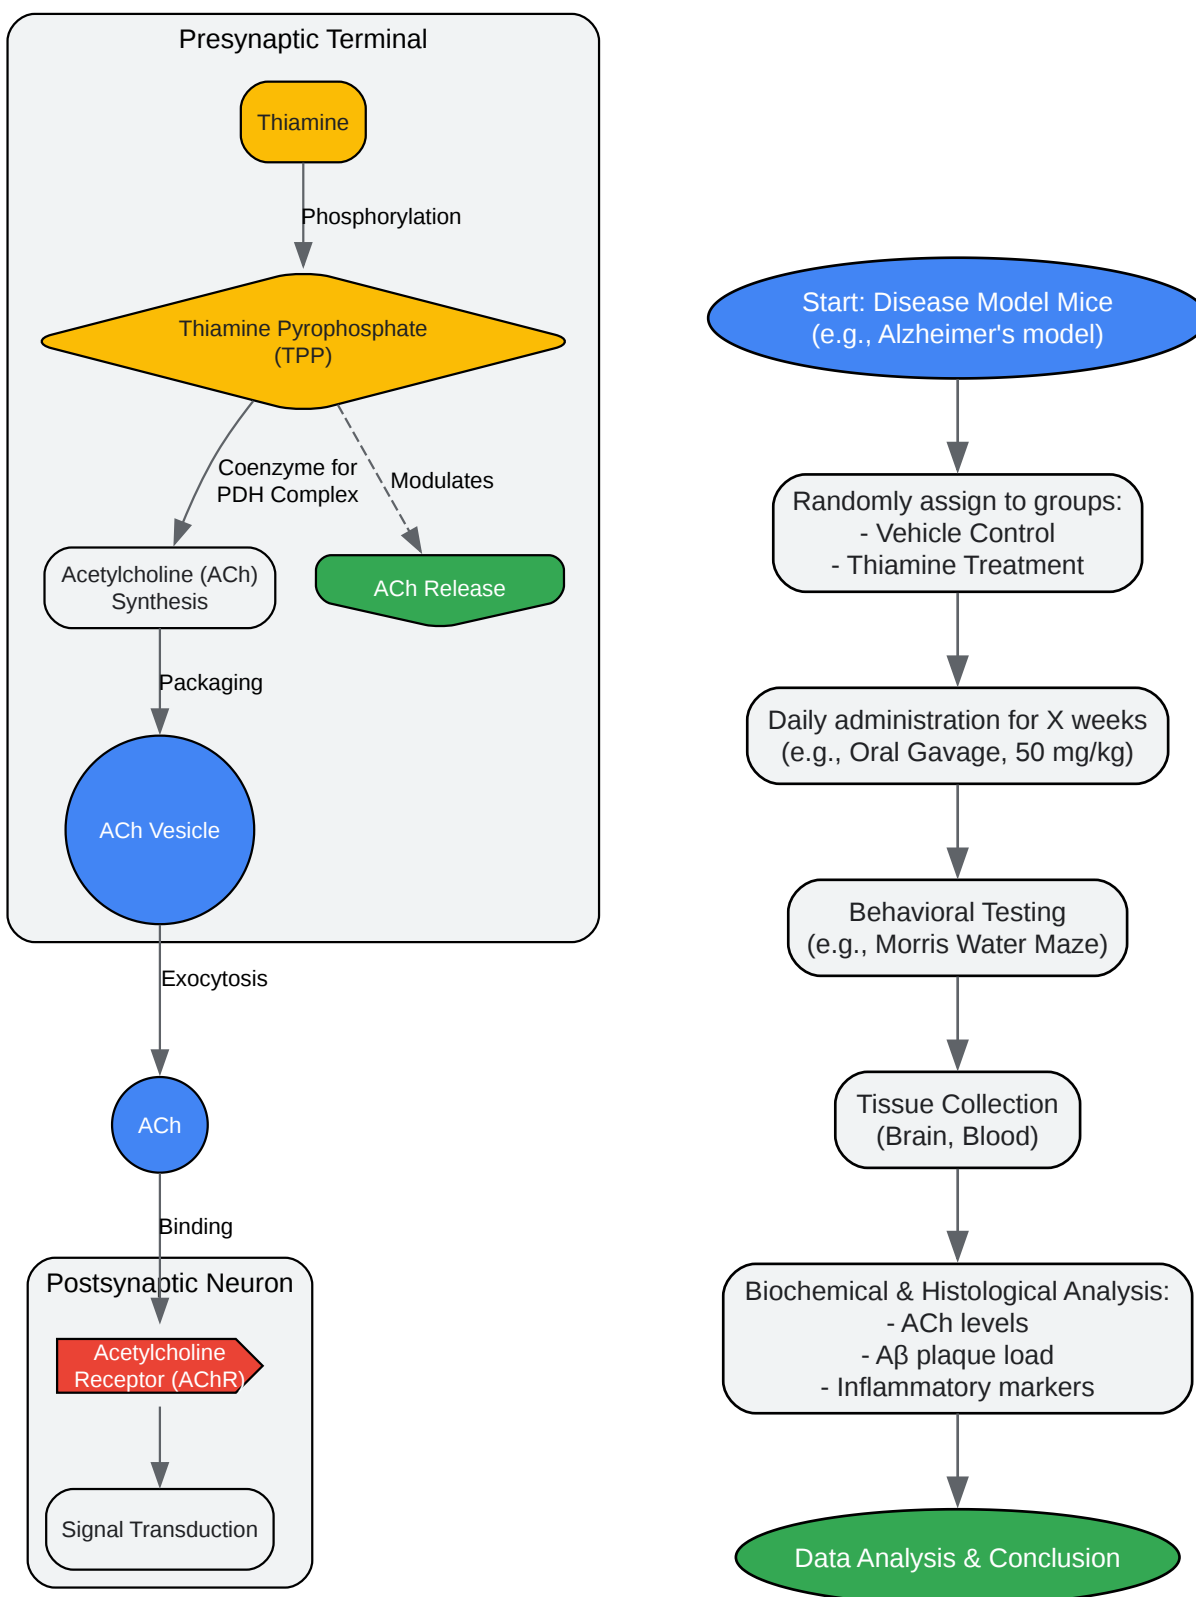 Presynaptic Terminal
Thiamine
Phosphorylation
Thiamine Pyrophosphate
(TPP)
Coenzyme for
PDH Complex
Modulates
Acetylcholine (ACh)
Synthesis
ACh Release
Packaging
ACh Vesicle
Exocytosis
ACh
Binding
Postsynaptic Neuron
Acetylcholine
Receptor (AChR)
Signal Transduction
Start: Disease Model Mice
(e.g., Alzheimer's model)
Randomly assign to groups:
- Vehicle Control
- Thiamine Treatment
Daily administration for X weeks
(e.g., Oral Gavage, 50 mg/kg)
Behavioral Testing
(e.g., Morris Water Maze)
Tissue Collection
(Brain, Blood)
Biochemical & Histological Analysis:
- ACh levels
- Aβ plaque load
- Inflammatory markers
Data Analysis & Conclusion